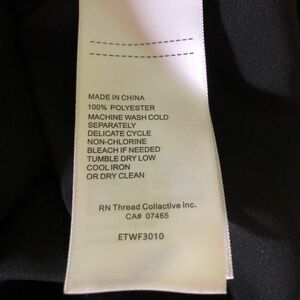 MADE IN CHINA
100% POLYESTER
MACHINE WASH COLD
SEPARATELY
DELICATE CYCLE
NON-CHLORINE
BLEACH IF NEEDED
TUMBLE DRY LOW
COOL IRON
OR DRY CLEAN
RN Thread Collactive inc.
CA# 07465
ETWF3010